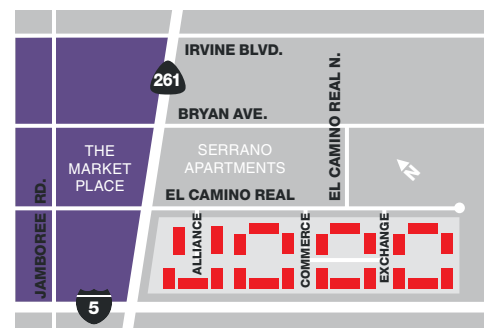 IRVINE BLVD.
261
BRYAN AVE.
EL CAMINO REAL N.
THE
MARKET
PLACE
SERRANO
APARTMENTS
N
EL CAMINO REAL
JAMBOREE RD.
ALLIANCE
COMMERCE
EXCHANGE
5